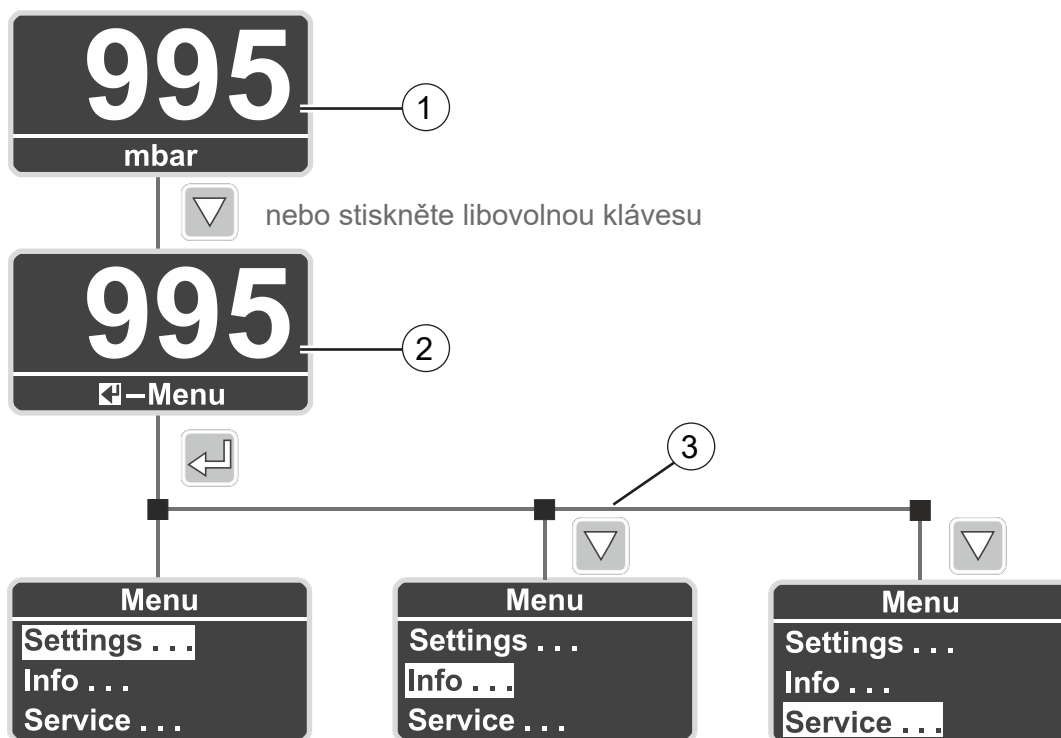 995
1
mbar
nebo stiskněte libovolnou klávesu
995
2
–Menu
3
Menu
Settings . . .
Info . . .
Service . . .
Menu
Settings . . .
Info . . .
Service . . .
Menu
Settings . . .
Info . . .
Service . . .